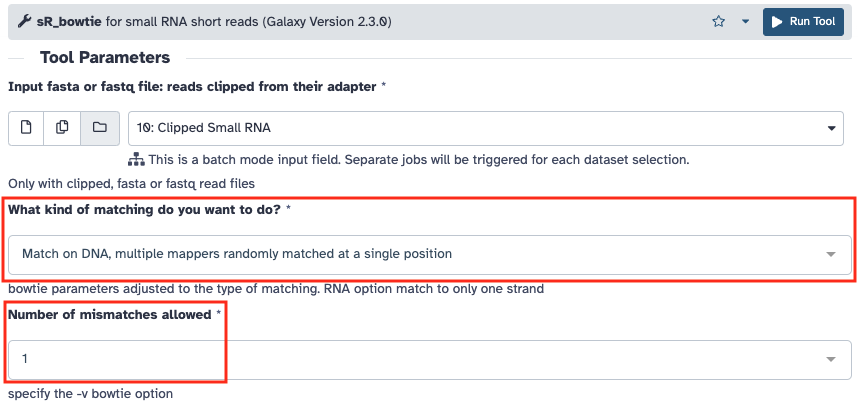 sR_bowtie for small RNA short reads (Galaxy Version 2.3.0)
Run Tool
Tool Parameters
Input fasta or fastq file: reads clipped from their adapter *
10: Clipped Small RNA
This is a batch mode input field. Separate jobs will be triggered for each dataset selection.
Only with clipped, fasta or fastq read files
What kind of matching do you want to do? *
Match on DNA, multiple mappers randomly matched at a single position
bowtie parameters adjusted to the type of matching. RNA option match to only one strand
Number of mismatches allowed *
1
specify the -v bowtie option